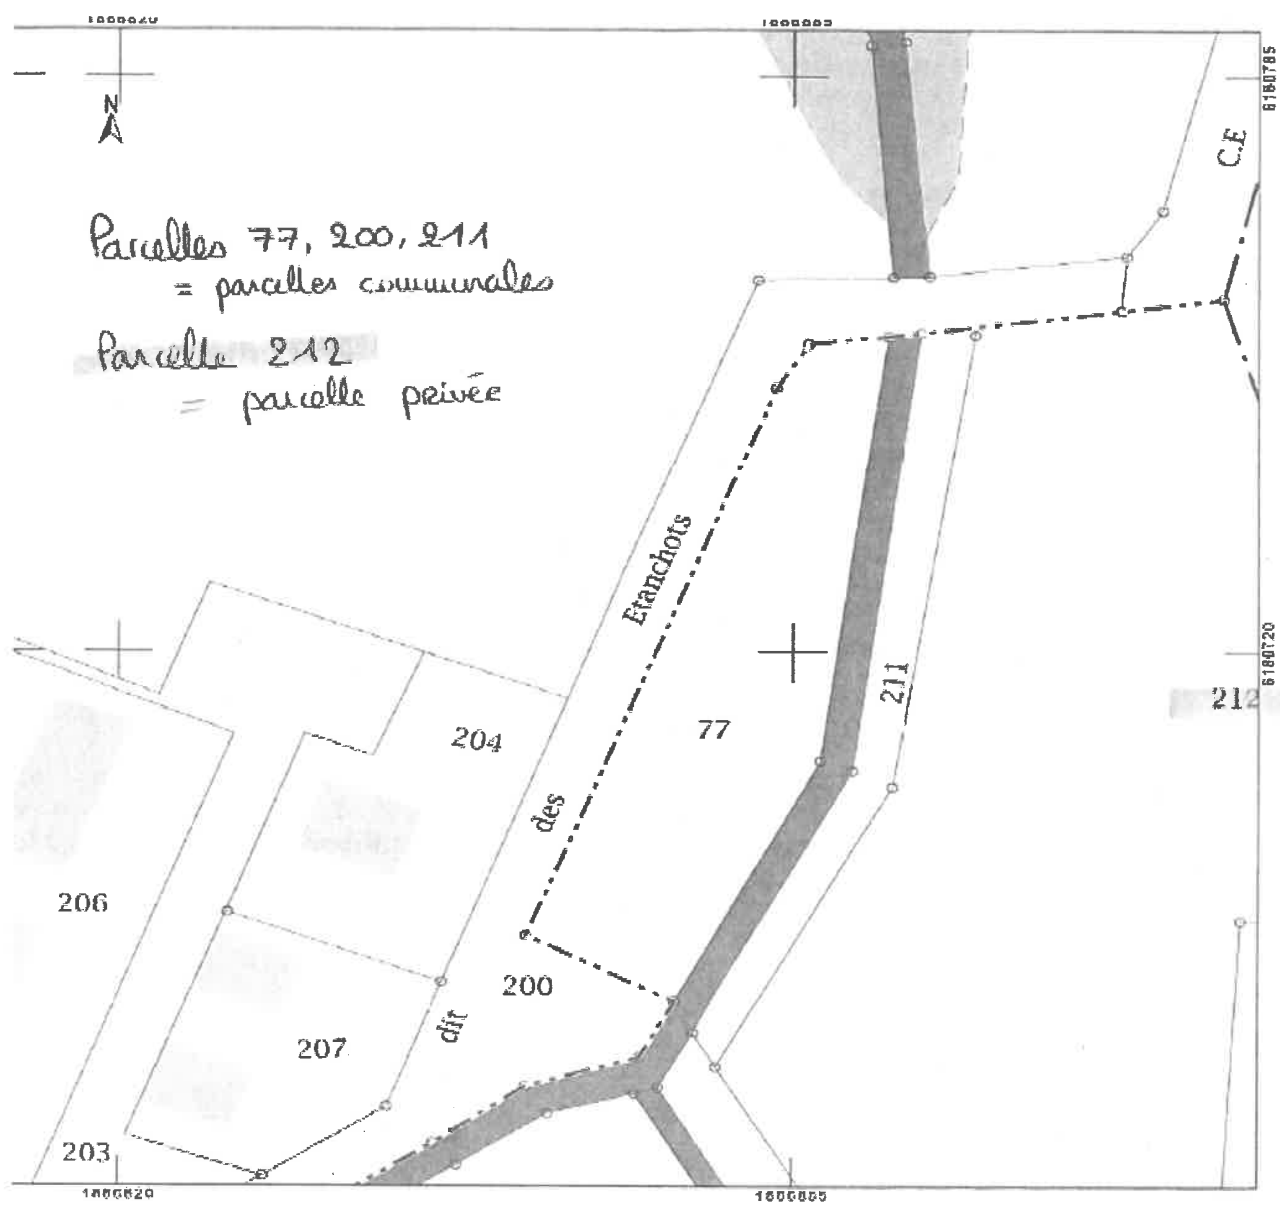 N
C.E
Parcelles 77, 200, 211
= parcelles communales
Parcelle 212
= parcelle privée
Etanchots
6180720
211
212
77
204
des
206
200
dit
207
203